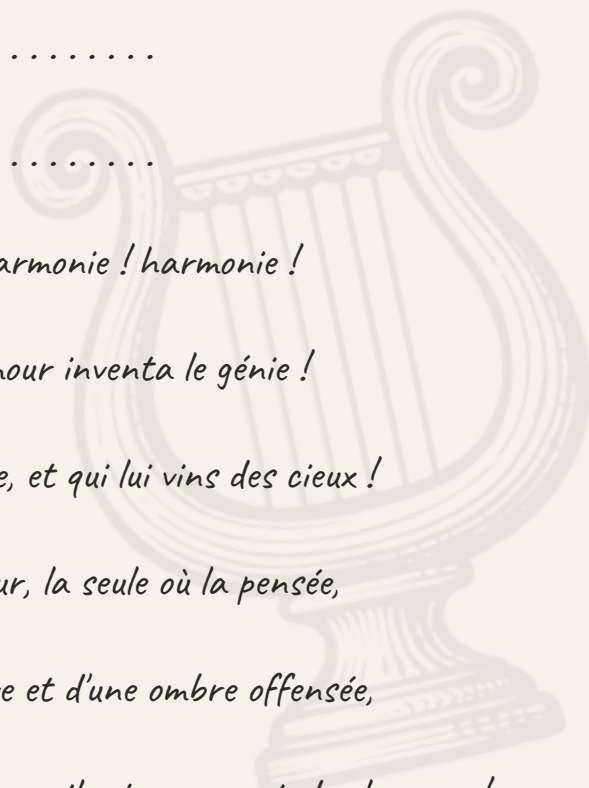 . . . . . . . .
. . . . . . . .
armonie ! harmonie !
our inventa le génie !
e, et qui lui vins des cieux !
ur, la seule où la pensée,
e et d'une ombre offensée,